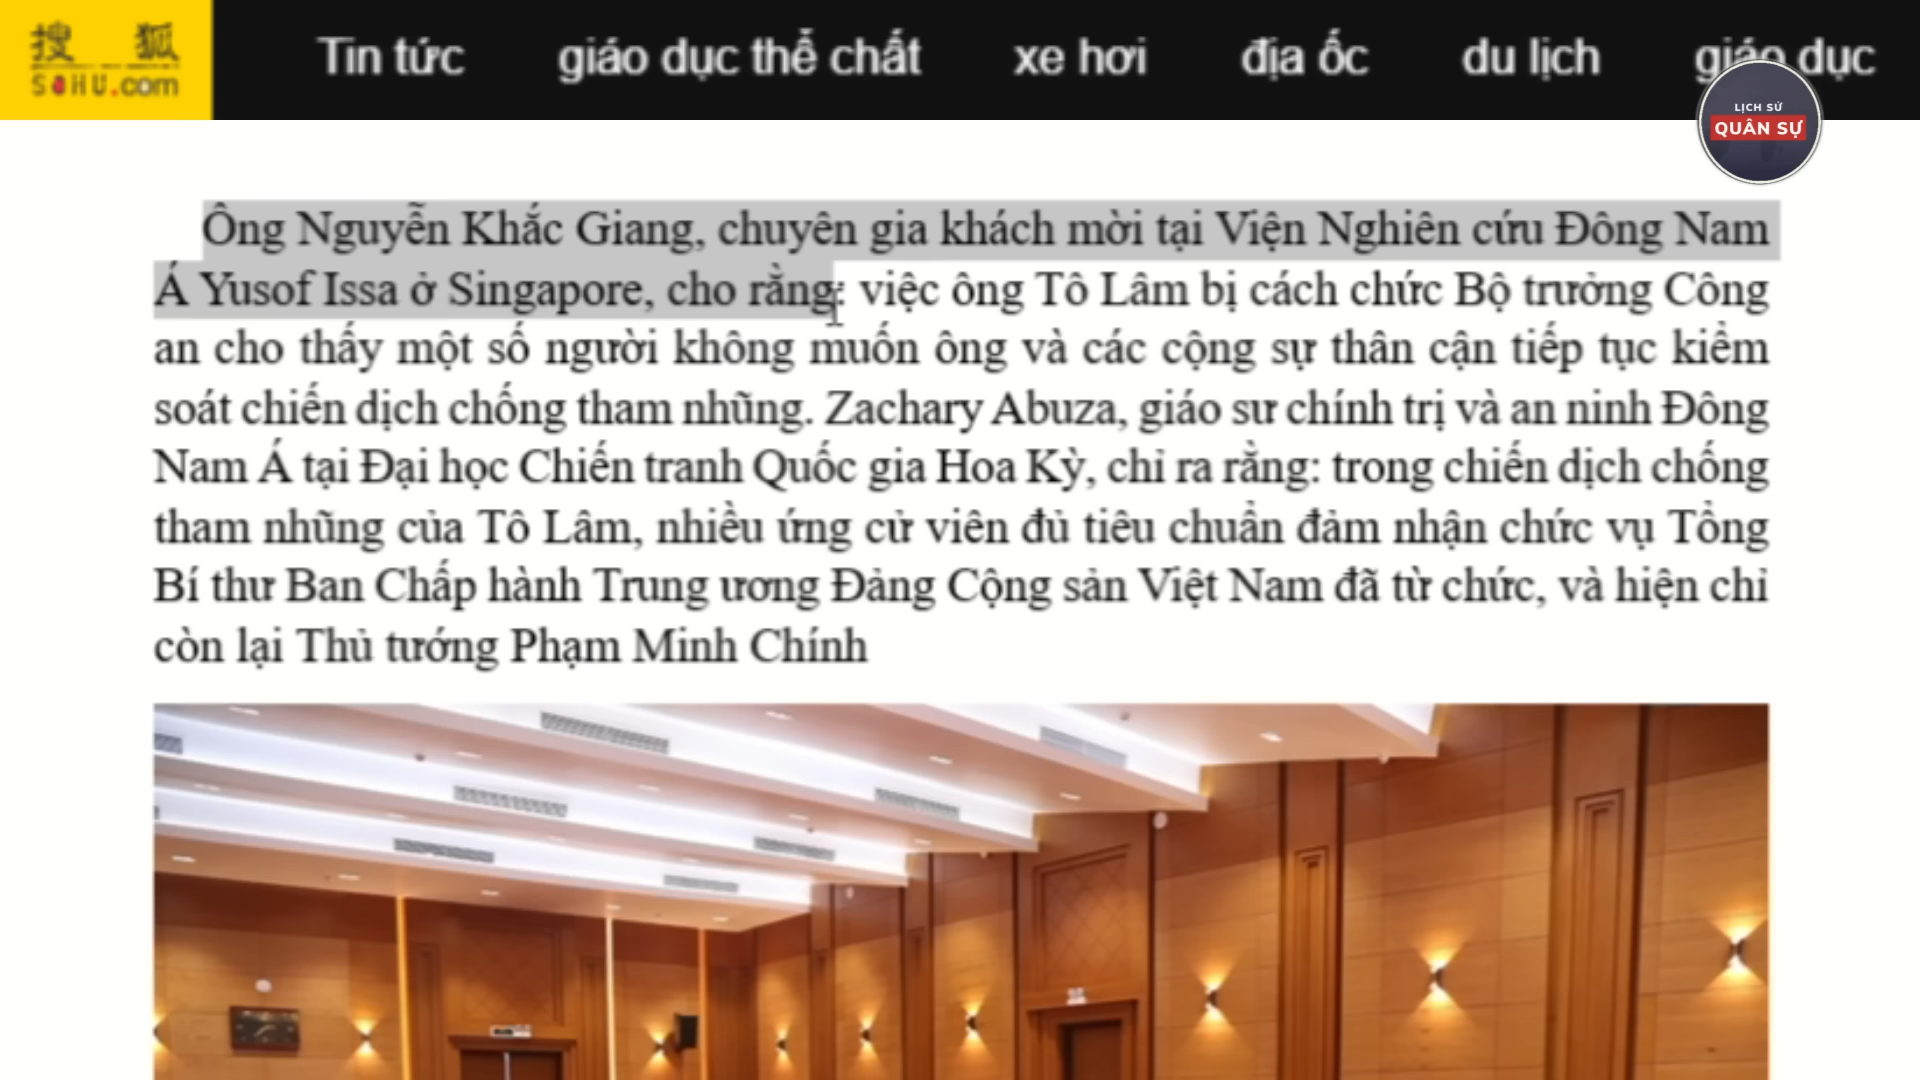 搜 狐
SOHU.com
Tin tức giáo dục thể chất xe hơi địa ốc du lịch giáo dục
LỊCH SỬ
QUÂN SỰ
Ông Nguyễn Khắc Giang, chuyên gia khách mời tại Viện Nghiên cứu Đông Nam
Á Yusof Issa ở Singapore, cho rằng: việc ông Tô Lâm bị cách chức Bộ trưởng Công
an cho thấy một số người không muốn ông và các cộng sự thân cận tiếp tục kiểm
soát chiến dịch chống tham nhũng. Zachary Abuza, giáo sư chính trị và an ninh Đông
Nam Á tại Đại học Chiến tranh Quốc gia Hoa Kỳ, chỉ ra rằng: trong chiến dịch chống
tham nhũng của Tô Lâm, nhiều ứng cử viên đủ tiêu chuẩn đảm nhận chức vụ Tổng
Bí thư Ban Chấp hành Trung ương Đảng Cộng sản Việt Nam đã từ chức, và hiện chỉ
còn lại Thủ tướng Phạm Minh Chính